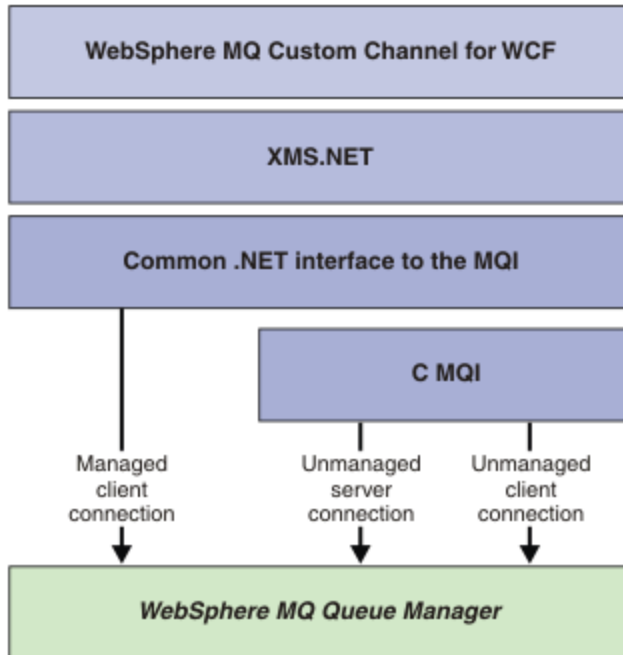 WebSphere MQ Custom Channel for WCF
XMS.NET
Common .NET interface to the MQI
C MQI
Managed
client
connection
Unmanaged
server
connection
Unmanaged
client
connection
WebSphere MQ Queue Manager